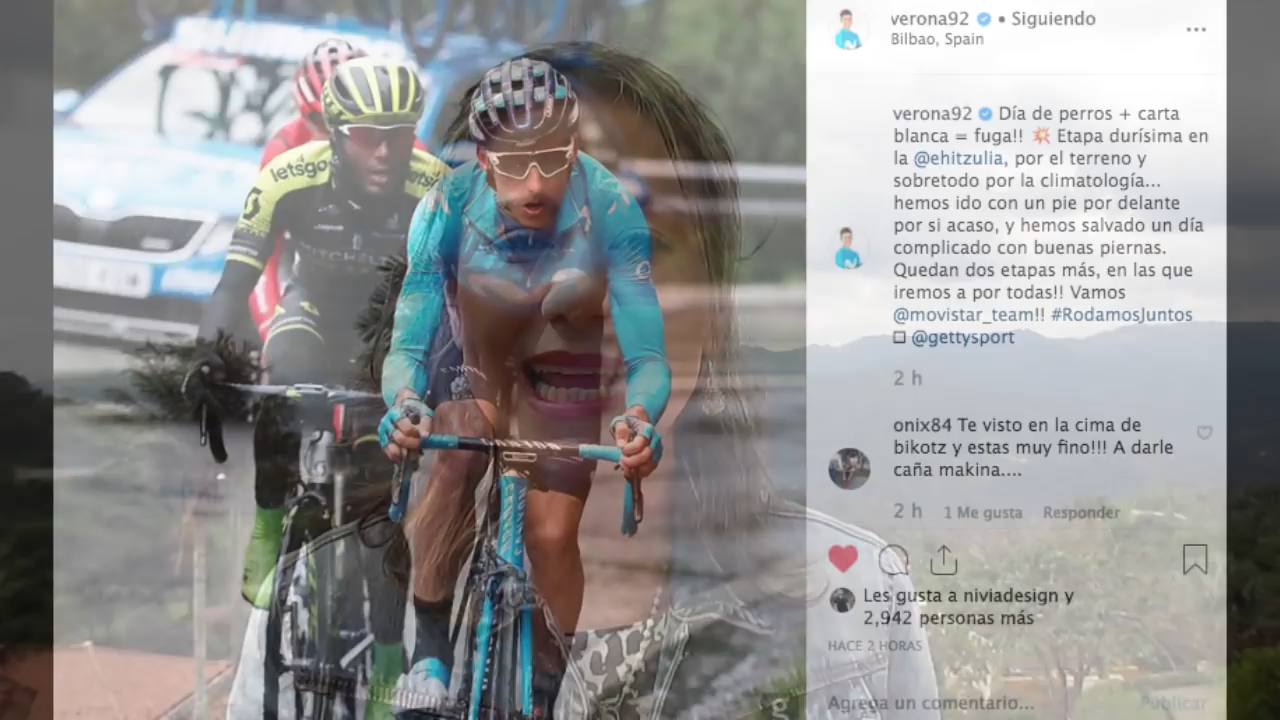 verona92 • Siguiendo
Bilbao, Spain
verona92 Día de perros + carta
blanca = fuga!! 💥 Etapa durísima en
la @ehitzulia, por el terreno y
sobretodo por la climatología...
hemos ido con un pie por delante
por si acaso, y hemos salvado un día
complicado con buenas piernas.
Quedan dos etapas más, en las que
iremos a por todas!! Vamos
@movistar_team!! #RodamosJuntos
□ @gettysport
2 h
onix84 Te visto en la cima de
bikotz y estas muy fino!!! A darle
caña makina....
2 h 1 Me gusta Responder
Les gusta a niviadesign y
2,942 personas más
HACE 2 HORAS
Agrega un comentario... Publicar
letsgo